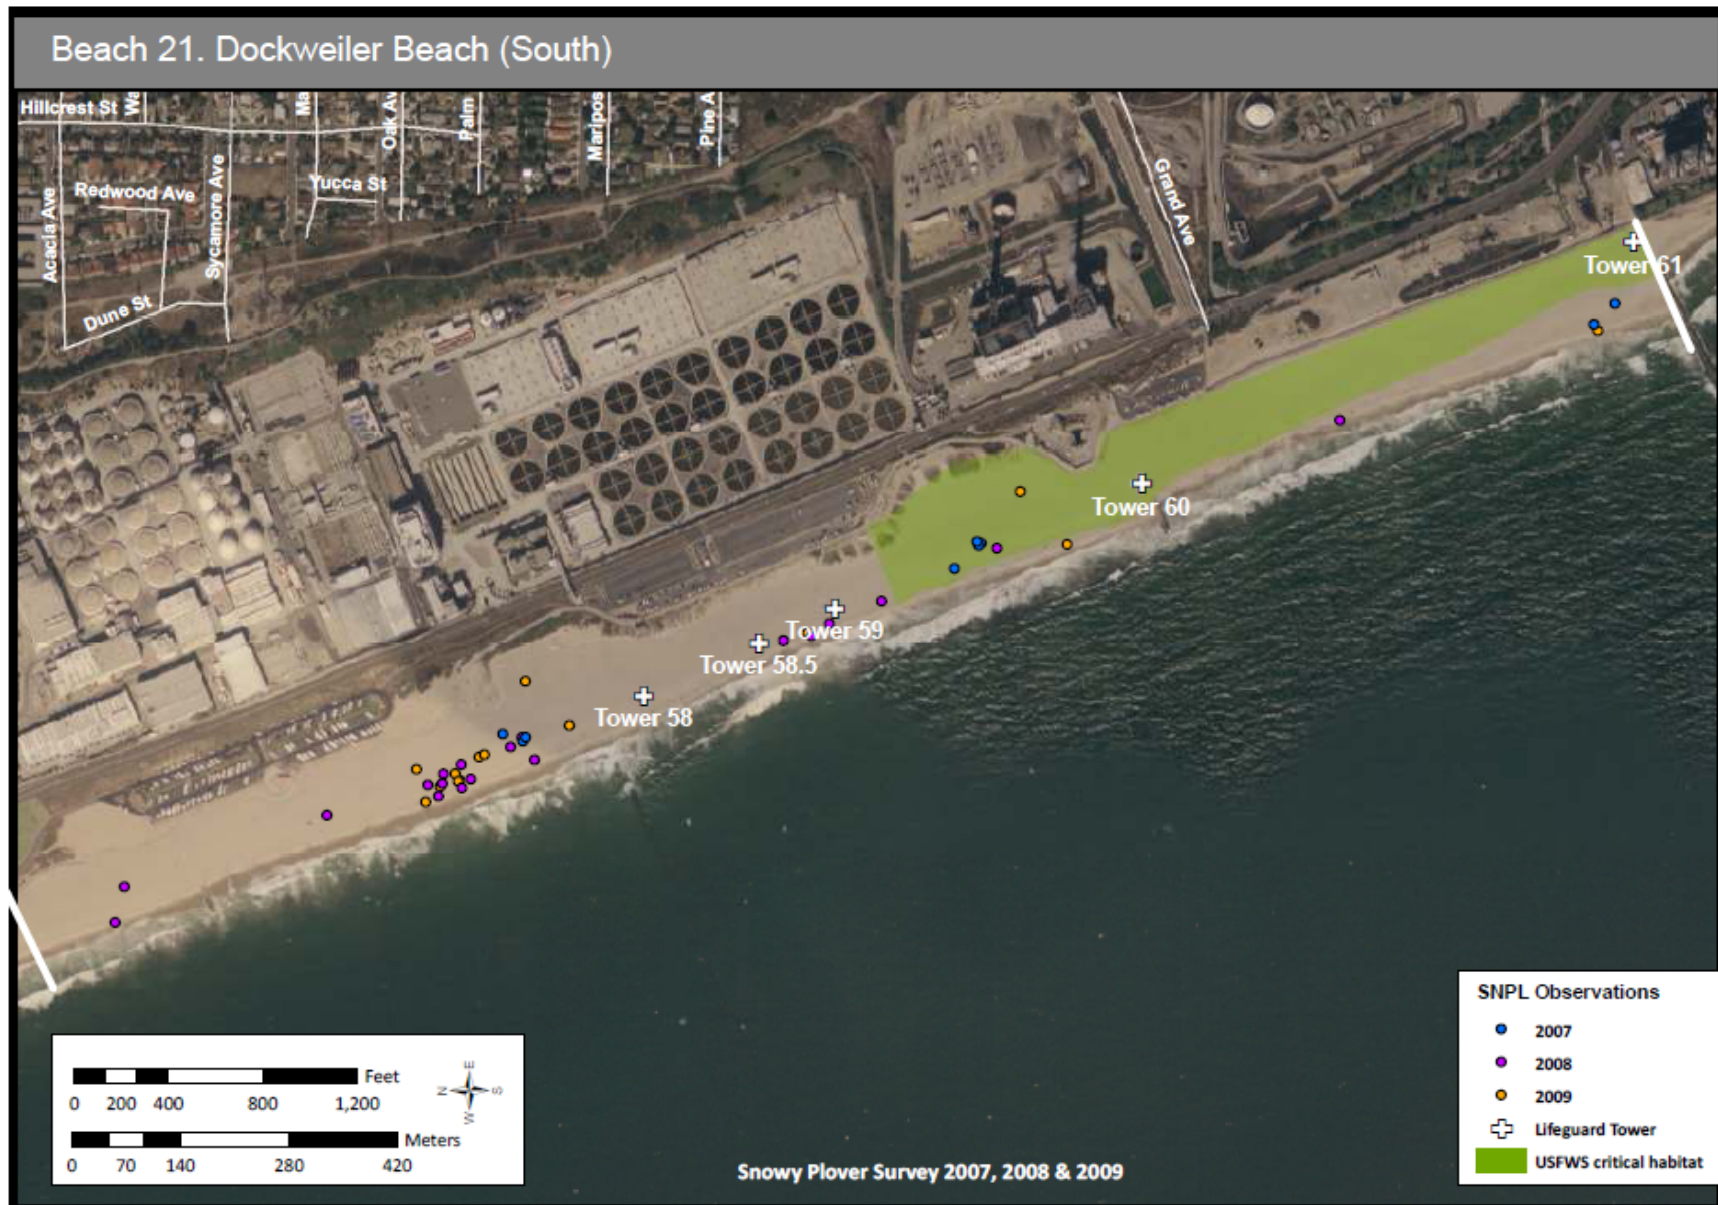 Beach 21. Dockweiler Beach (South)
Hillcrest St
Wa
Ma
Oak Av
Palm
Maripos
Pine A
Redwood Ave
Yucca St
Acacia Ave
Sycamore Ave
Dune St
Grand Ave
Tower 61
Tower 60
Tower 59
Tower 58.5
Tower 58
SNPL Observations
2007
2008
2009
Lifeguard Tower
USFWS critical habitat
Feet
0 200 400 800 1,200
Meters
0 70 140 280 420
E
N S
W
Snowy Plover Survey 2007, 2008 & 2009